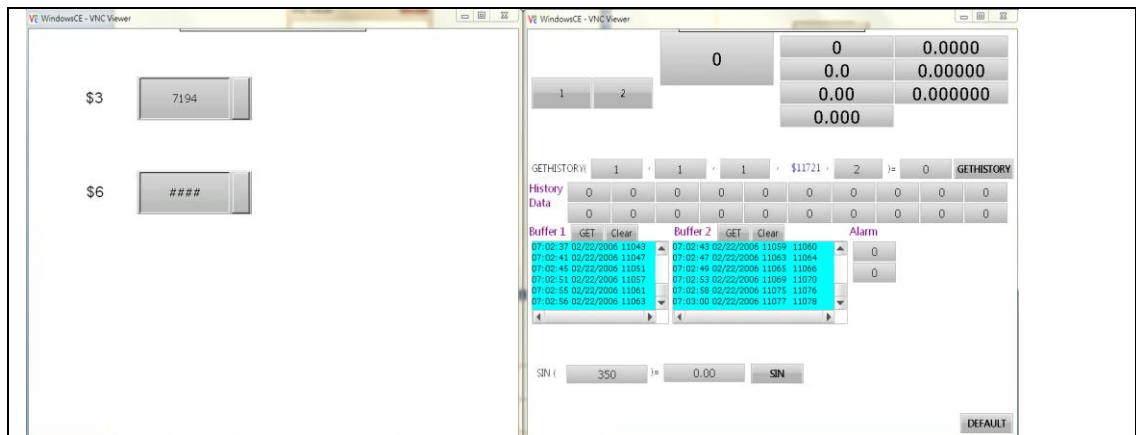 WindowsCE - VNC Viewer
$3 7194
$6 ####
WindowsCE - VNC Viewer
0
0 0.0000
0.0 0.00000
0.00 0.000000
0.000
1 2
GETHISTORY( 1 , 1 , 1 , $11721 , 2 )= 0 GETHISTORY
History Data
0 0 0 0 0 0 0 0 0 0
0 0 0 0 0 0 0 0 0 0
Buffer 1 GET Clear Buffer 2 GET Clear Alarm
07:02:37 02/22/2006 11043
07:02:41 02/22/2006 11047
07:02:45 02/22/2006 11051
07:02:51 02/22/2006 11057
07:02:55 02/22/2006 11061
07:02:56 02/22/2006 11063
07:02:43 02/22/2006 11059 11060
07:02:47 02/22/2006 11063 11064
07:02:49 02/22/2006 11065 11066
07:02:53 02/22/2006 11069 11070
07:02:58 02/22/2006 11075 11076
07:03:00 02/22/2006 11077 11078
0
0
SIN ( 350 )= 0.00 SIN
DEFAULT